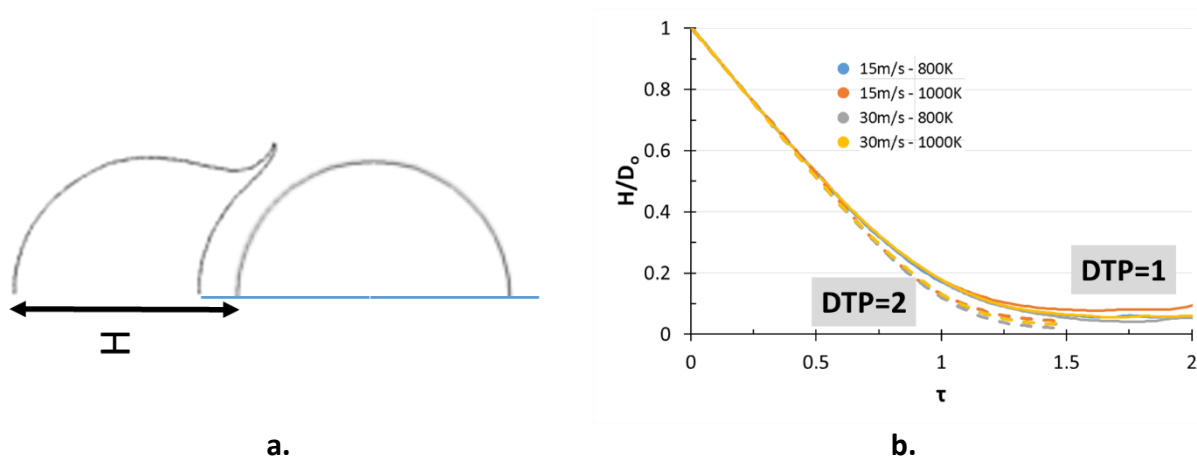 H
a.
1
0.8
0.6
0.4
0.2
0
H/Dₒ
15m/s - 800K
15m/s - 1000K
30m/s - 800K
30m/s - 1000K
DTP=1
DTP=2
0 0.5 1 1.5 2
τ
b.